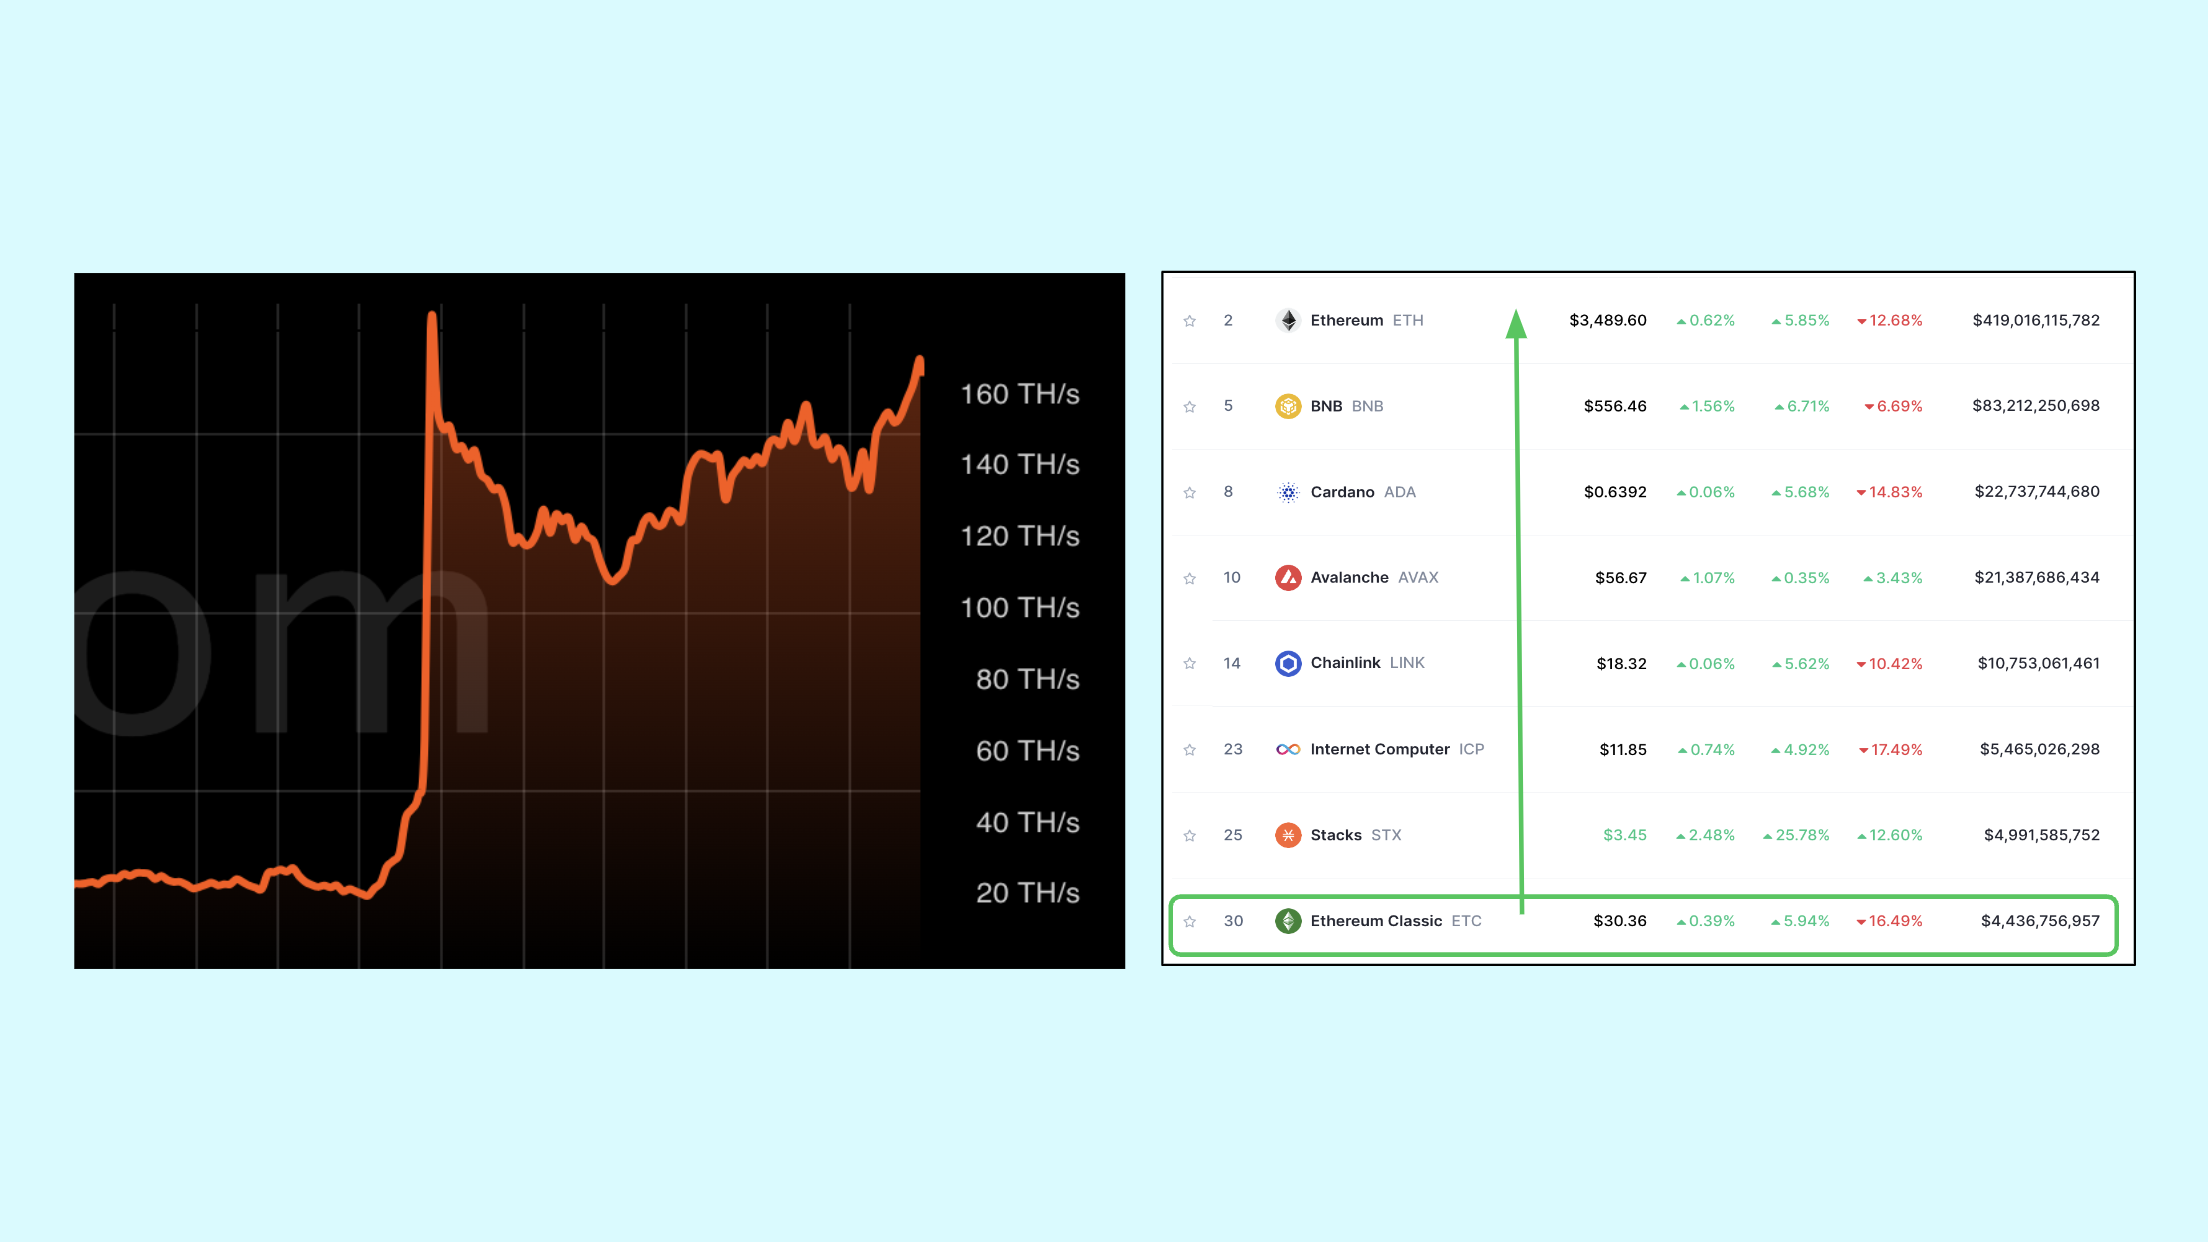 om
160 TH/s
140 TH/s
120 TH/s
100 TH/s
80 TH/s
60 TH/s
40 TH/s
20 TH/s
2 Ethereum ETH $3,489.60 0.62% 5.85% 12.68% $419,016,115,782
5 BNB BNB $556.46 1.56% 6.71% 6.69% $83,212,250,698
8 Cardano ADA $0.6392 0.06% 5.68% 14.83% $22,737,744,680
10 Avalanche AVAX $56.67 1.07% 0.35% 3.43% $21,387,686,434
14 Chainlink LINK $18.32 0.06% 5.62% 10.42% $10,753,061,461
23 Internet Computer ICP $11.85 0.74% 4.92% 17.49% $5,465,026,298
25 Stacks STX $3.45 2.48% 25.78% 12.60% $4,991,585,752
30 Ethereum Classic ETC $30.36 0.39% 5.94% 16.49% $4,436,756,957